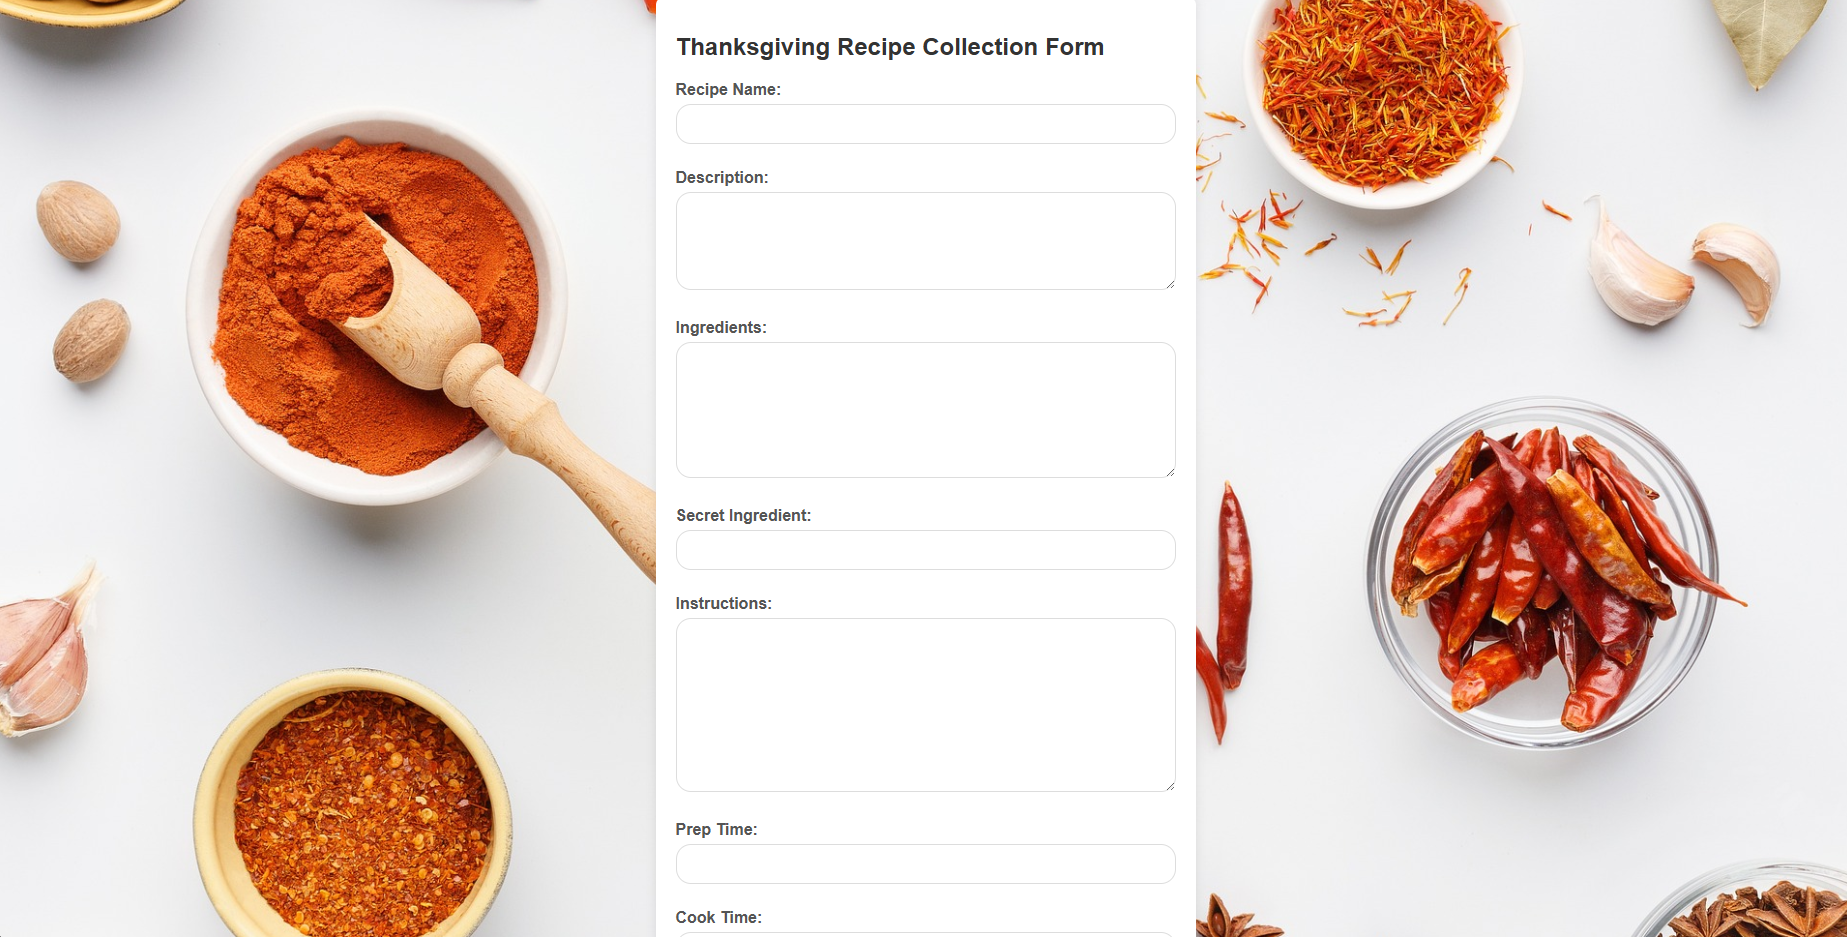 Thanksgiving Recipe Collection Form
Recipe Name:
Description:
Ingredients:
Secret Ingredient:
Instructions:
Prep Time:
Cook Time: